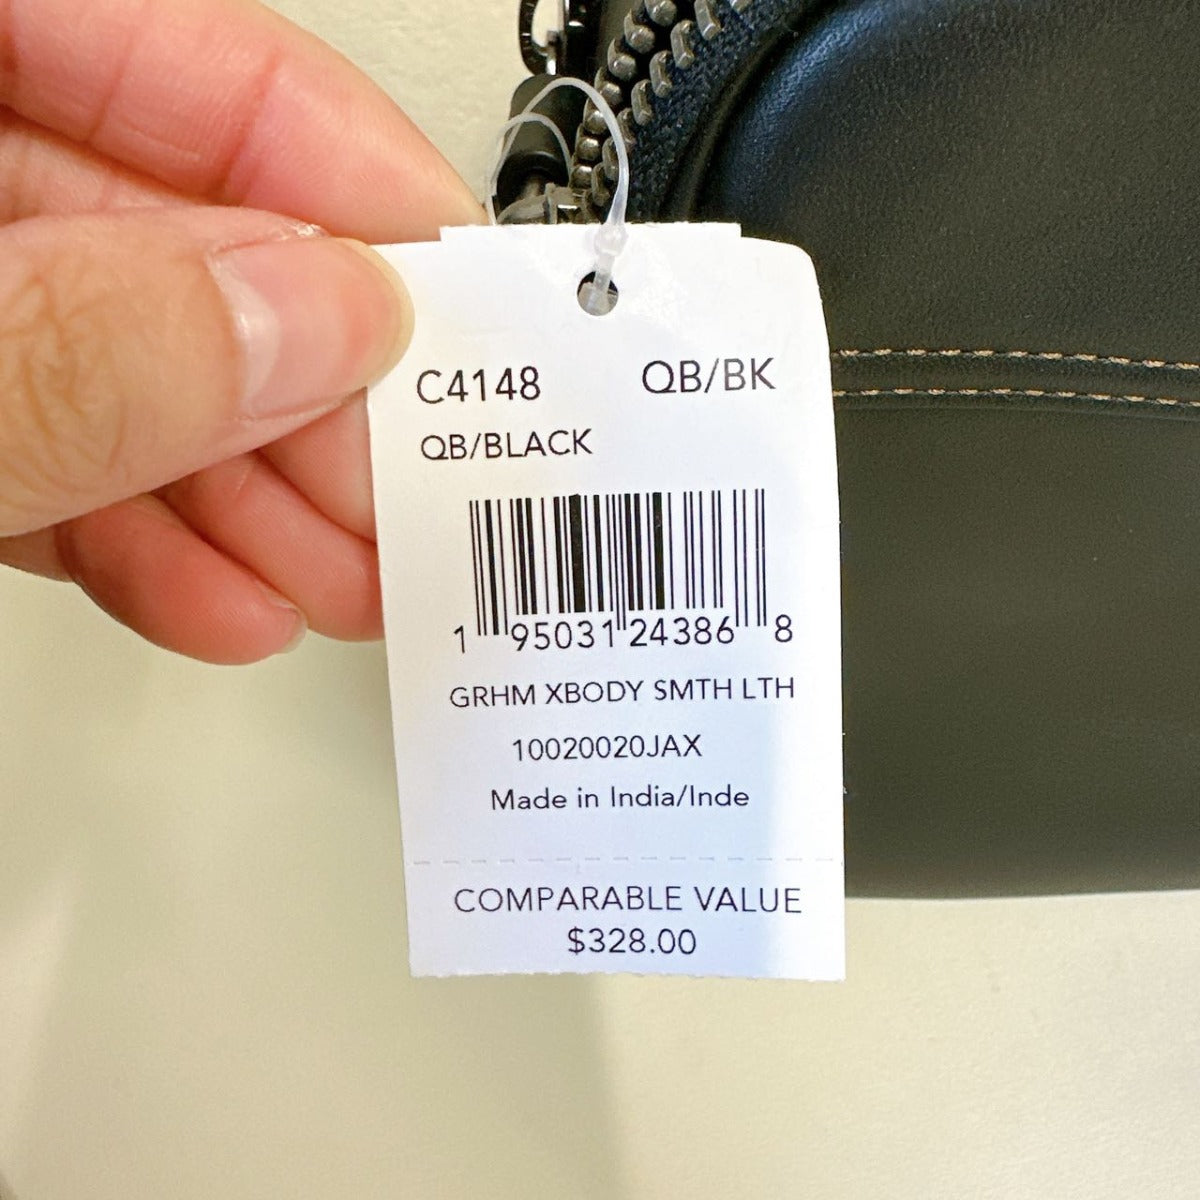 C4148 QB/BK
QB/BLACK
1 95031 24386 8
GRHM XBODY SMTH LTH
10020020JAX
Made in India/Inde
COMPARABLE VALUE
$328.00